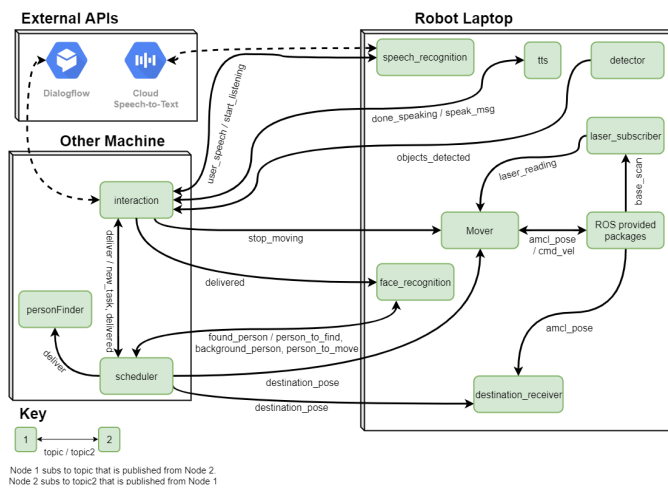 External APIs
Robot Laptop
Dialogflow
Cloud
Speech-to-Text
speech_recognition
tts
detector
user_speech / start_listening
done_speaking / speak_msg
objects_detected
laser_subscriber
laser_reading
base_scan
Other Machine
interaction
stop_moving
Mover
amcl_pose
/ cmd_vel
ROS provided
packages
deliver / new_task, delivered
delivered
face_recognition
personFinder
deliver
scheduler
found_person / person_to_find,
background_person, person_to_move
amcl_pose
destination_pose
destination_pose
destination_receiver
Key
1
topic / topic2
2
Node 1 subs to topic that is published from Node 2.
Node 2 subs to topic2 that is published from Node 1